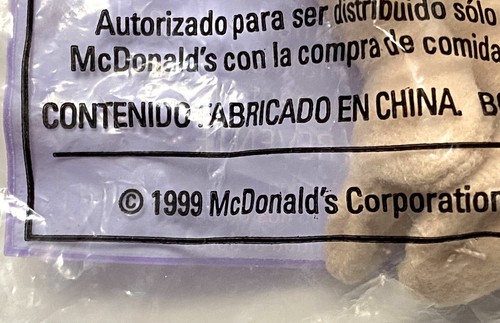 Autorizado para ser distribuido sólo
McDonald's con la compra de comida
CONTENIDO FABRICADO EN CHINA.
© 1999 McDonald's Corporation